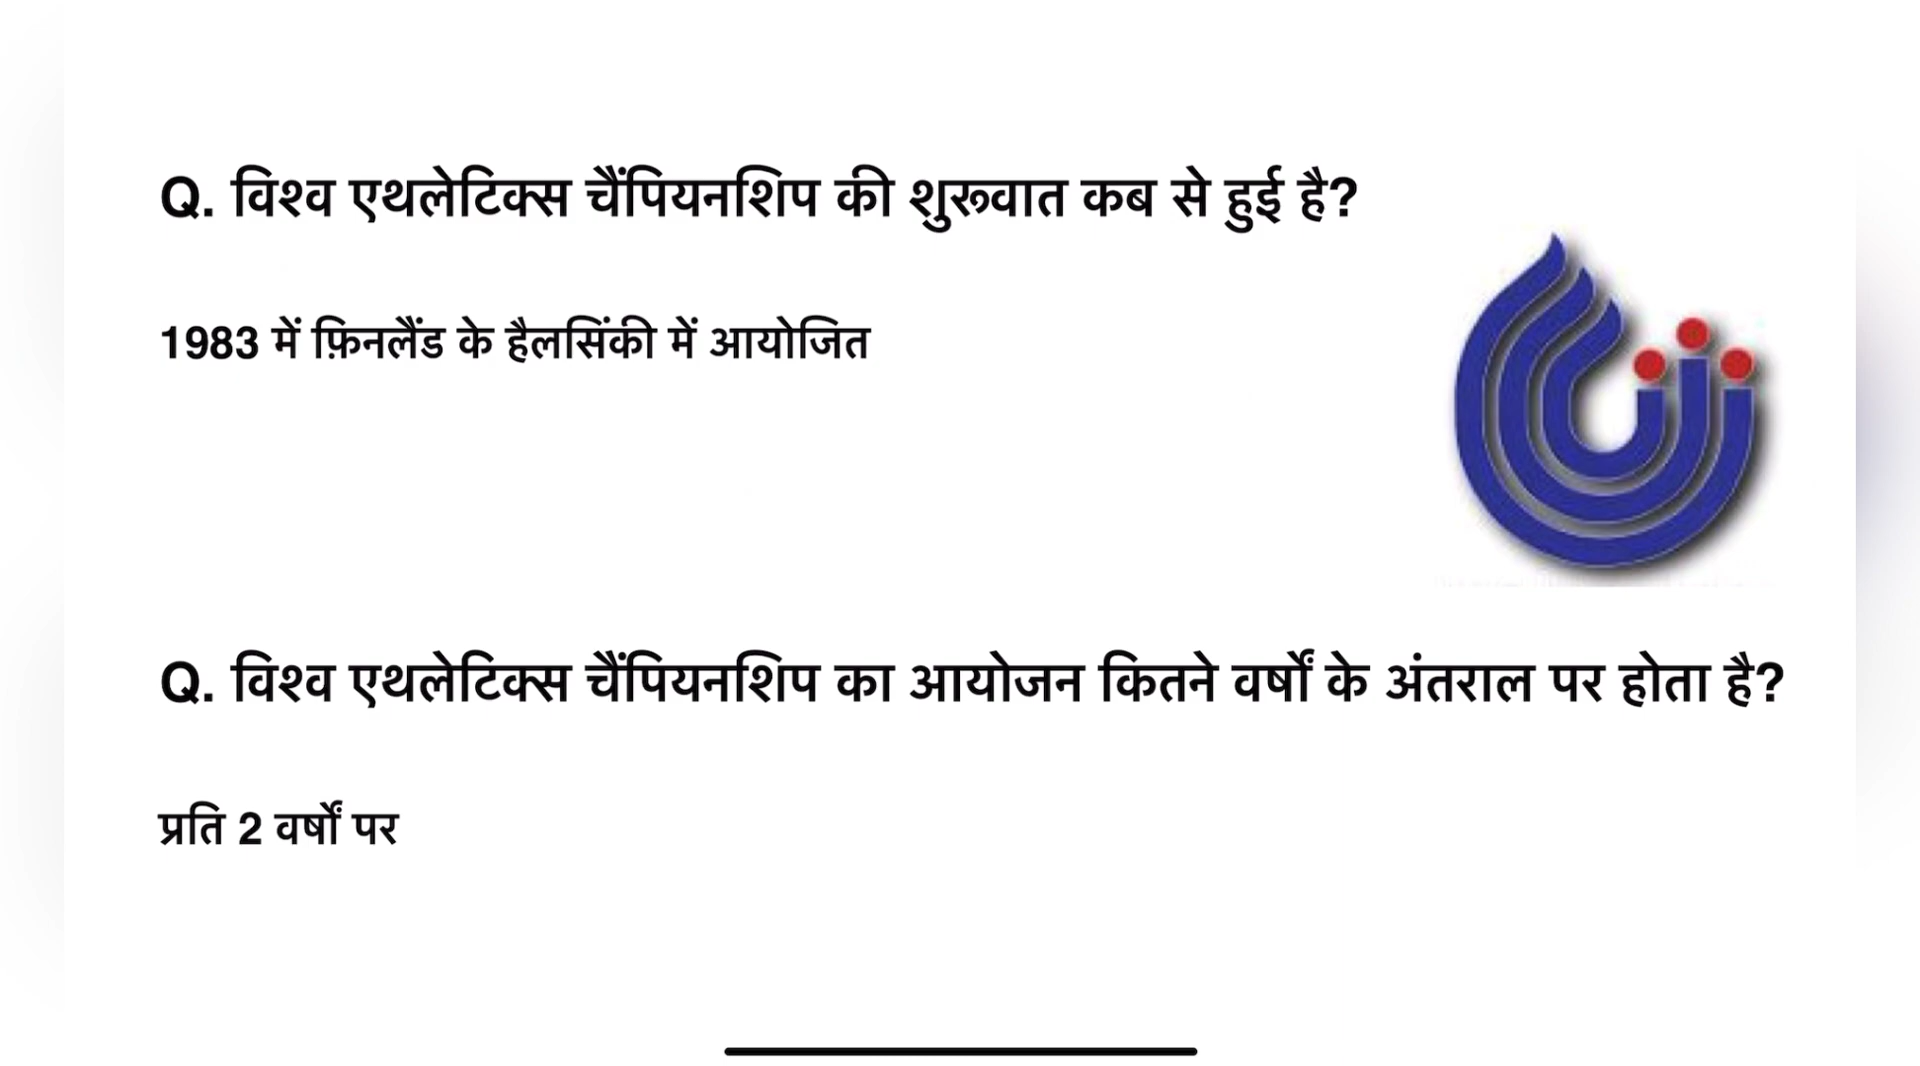 Q. विश्व एथलेटिक्स चैंपियनशिप की शुरूवात कब से हुई है?
1983 में फ़िनलैंड के हैलसिंकी में आयोजित
Q. विश्व एथलेटिक्स चैंपियनशिप का आयोजन कितने वर्षों के अंतराल पर होता है?
प्रति 2 वर्षों पर